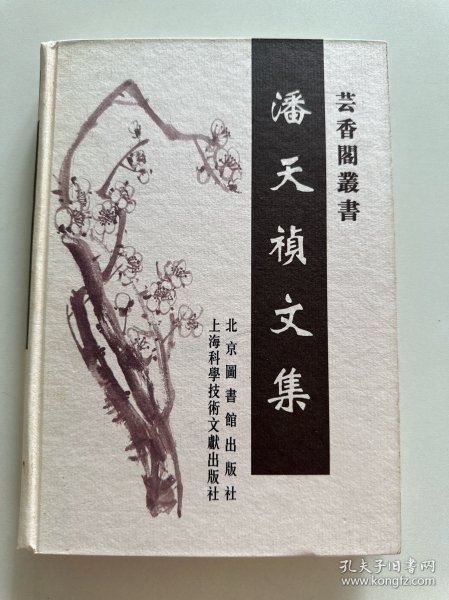 芸香閣叢書
潘天禎文集
北京圖書館出版社
上海科學技術文獻出版社
孔夫子旧书网
www.kongfz.com